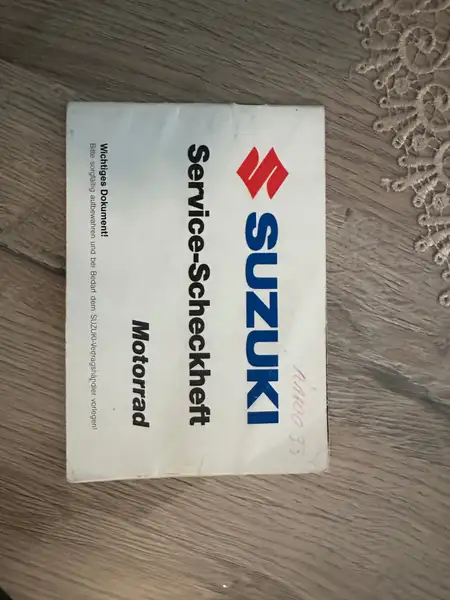 SUZUKI
Service-Scheckheft
Motorrad
Wichtiges Dokument!
Bitte sorgfältig aufbewahren und bei Bedarf dem SUZUKI-Vertragshändler vorlegen!